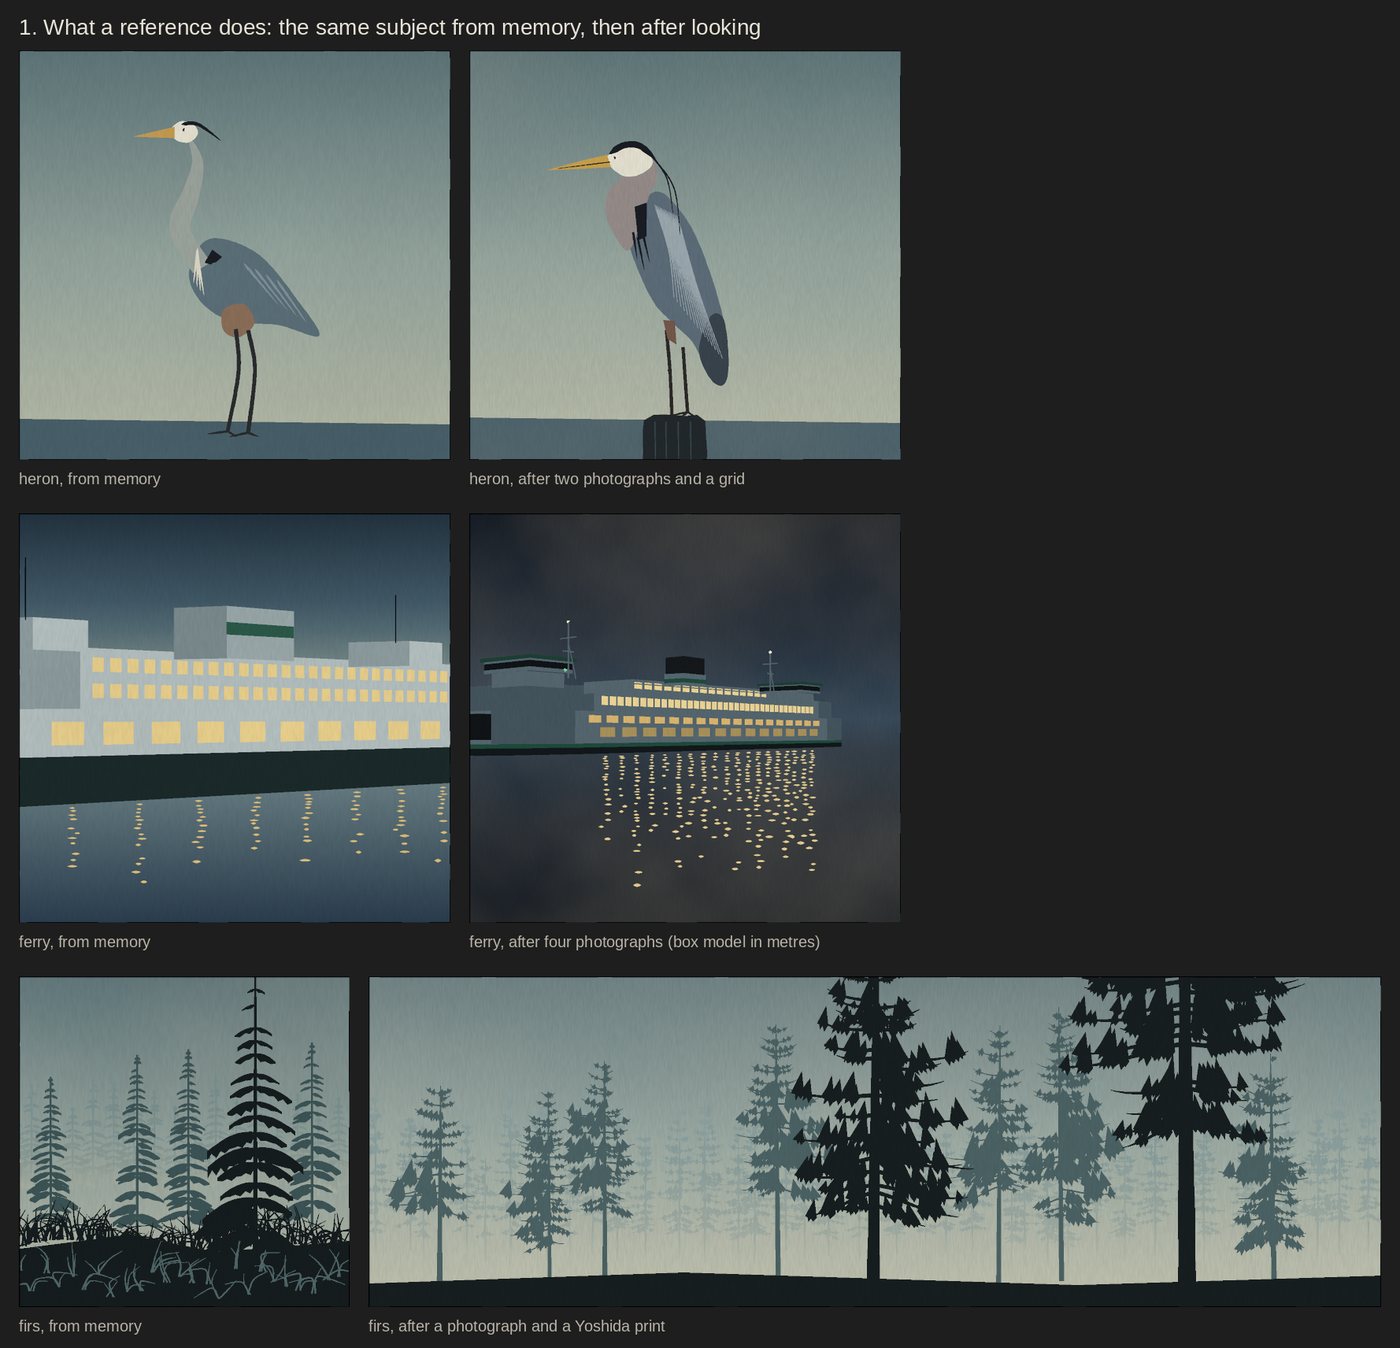 1. What a reference does: the same subject from memory, then after looking
heron, from memory
heron, after two photographs and a grid
ferry, from memory
ferry, after four photographs (box model in metres)
firs, from memory
firs, after a photograph and a Yoshida print